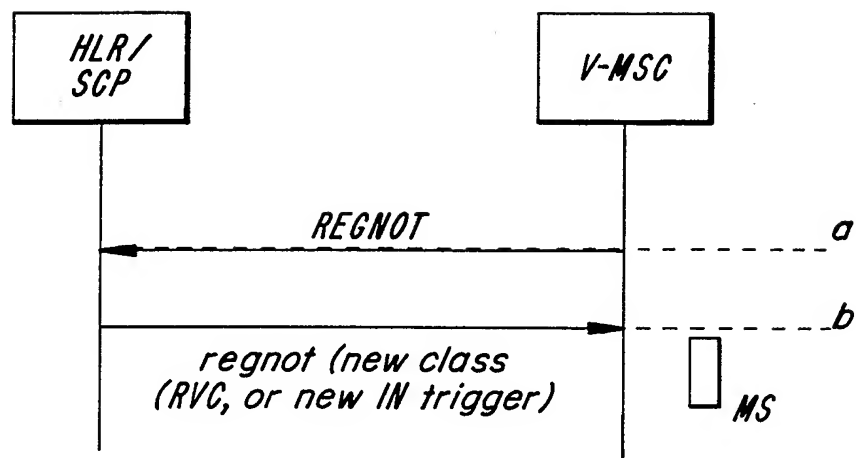 HLR/
SCP
V-MSC
REGNOT
a
b
regnot (new class
(RVC, or new IN trigger)
MS